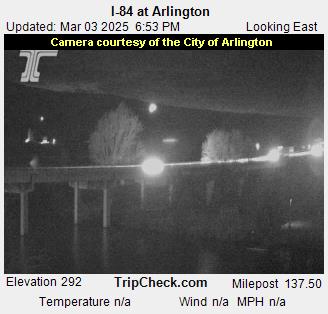 I-84 at Arlington
Updated: Mar 03 2025 6:53 PM Looking East
Camera courtesy of the City of Arlington
Elevation 292 TripCheck.com Milepost 137.50
Temperature n/a Wind n/a MPH n/a